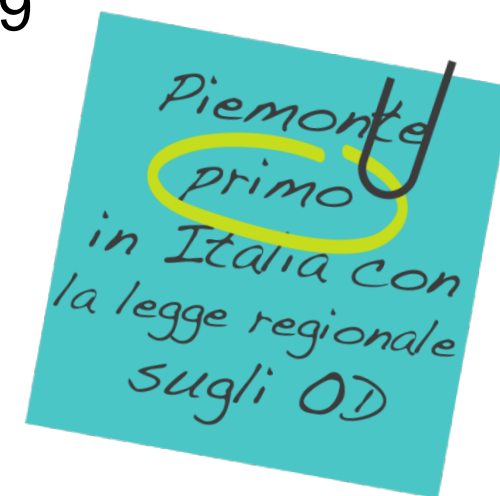 9
Piemonte
primo
in Italia con
la legge regionale
sugli OD